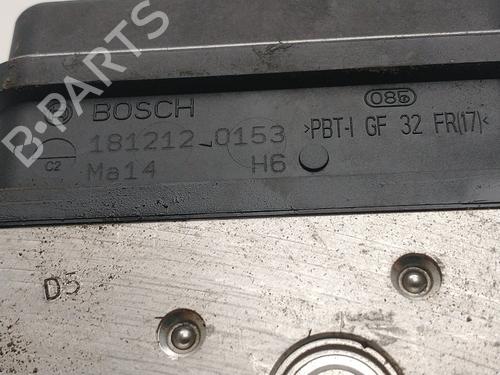 B-PARTS
BOSCH
085
181212 0153
>PBT-I GF 32 FR(17)<
C2
Ma14
H6
D5